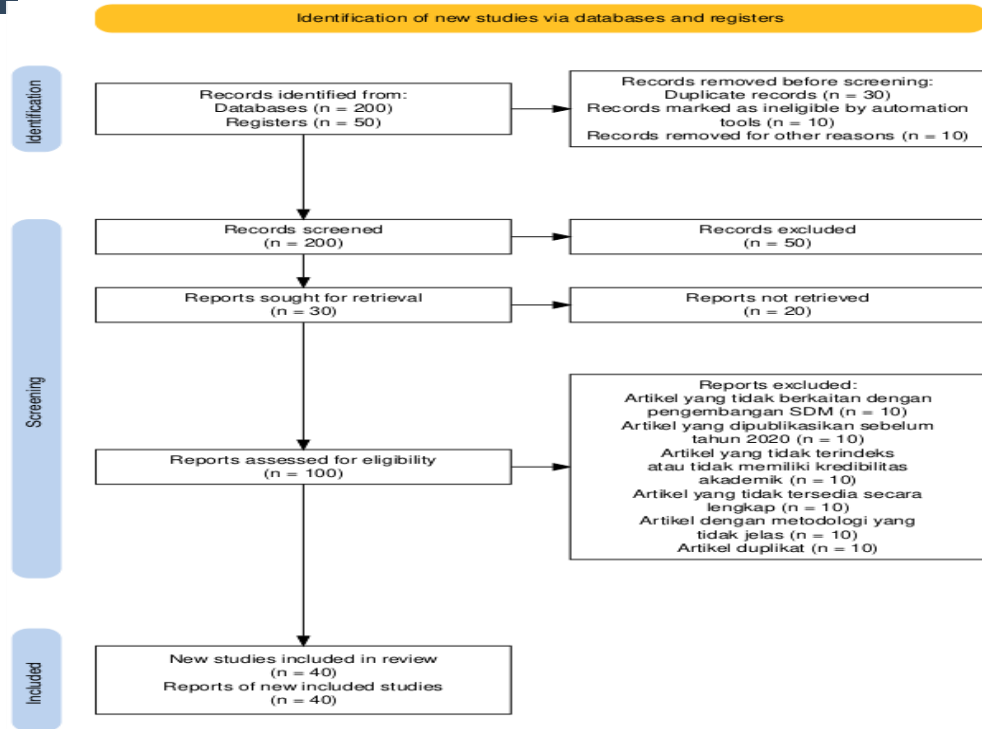 Identification of new studies via databases and registers
Identification
Records identified from:
Databases (n = 200)
Registers (n = 50)
Records removed before screening:
Duplicate records (n = 30)
Records marked as ineligible by automation
tools (n = 10)
Records removed for other reasons (n = 10)
Screening
Records screened
(n = 200)
Records excluded
(n = 50)
Reports sought for retrieval
(n = 30)
Reports not retrieved
(n = 20)
Reports assessed for eligibility
(n = 100)
Reports excluded:
Artikel yang tidak berkaitan dengan
pengembangan SDM (n = 10)
Artikel yang dipublikasikan sebelum
tahun 2020 (n = 10)
Artikel yang tidak terindeks
atau tidak memiliki kredibilitas
akademik (n = 10)
Artikel yang tidak tersedia secara
lengkap (n = 10)
Artikel dengan metodologi yang
tidak jelas (n = 10)
Artikel duplikat (n = 10)
Included
New studies included in review
(n = 40)
Reports of new included studies
(n = 40)